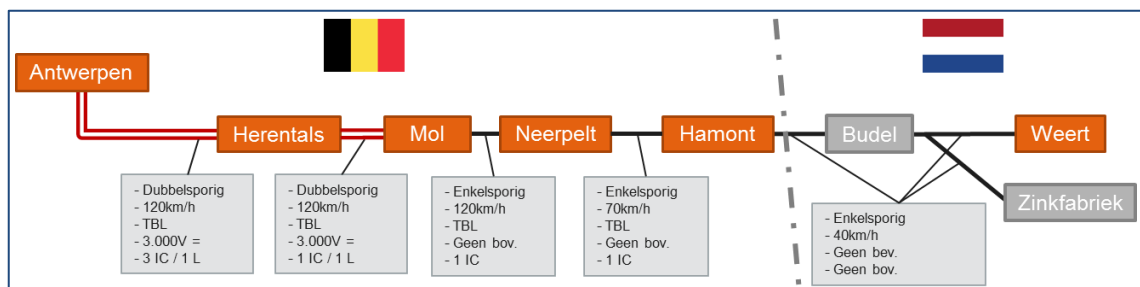 Antwerpen
Herentals
Mol
Neerpelt
Hamont
Budel
Weert
Zinkfabriek
- Dubbelsporig
- 120km/h
- TBL
- 3.000V =
- 3 IC / 1 L
- Dubbelsporig
- 120km/h
- TBL
- 3.000V =
- 1 IC / 1 L
- Enkelsporig
- 120km/h
- TBL
- Geen bov.
- 1 IC
- Enkelsporig
- 70km/h
- TBL
- Geen bov.
- 1 IC
- Enkelsporig
- 40km/h
- Geen bev.
- Geen bov.